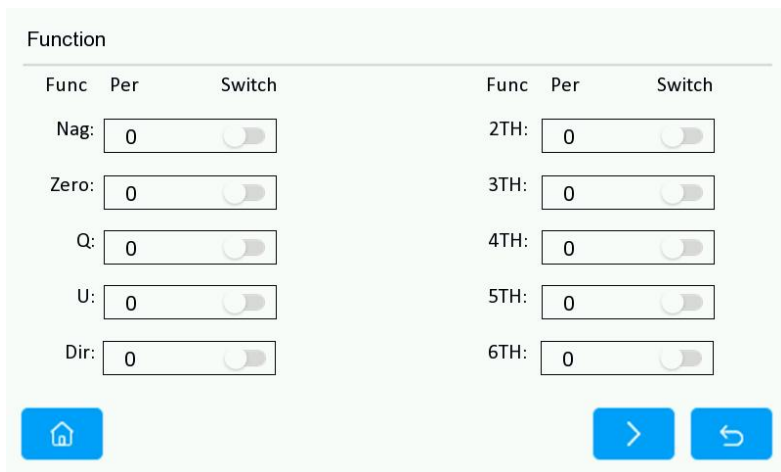 Function
Func Per Switch Func Per Switch
Nag: 0 2TH: 0
Zero: 0 3TH: 0
Q: 0 4TH: 0
U: 0 5TH: 0
Dir: 0 6TH: 0